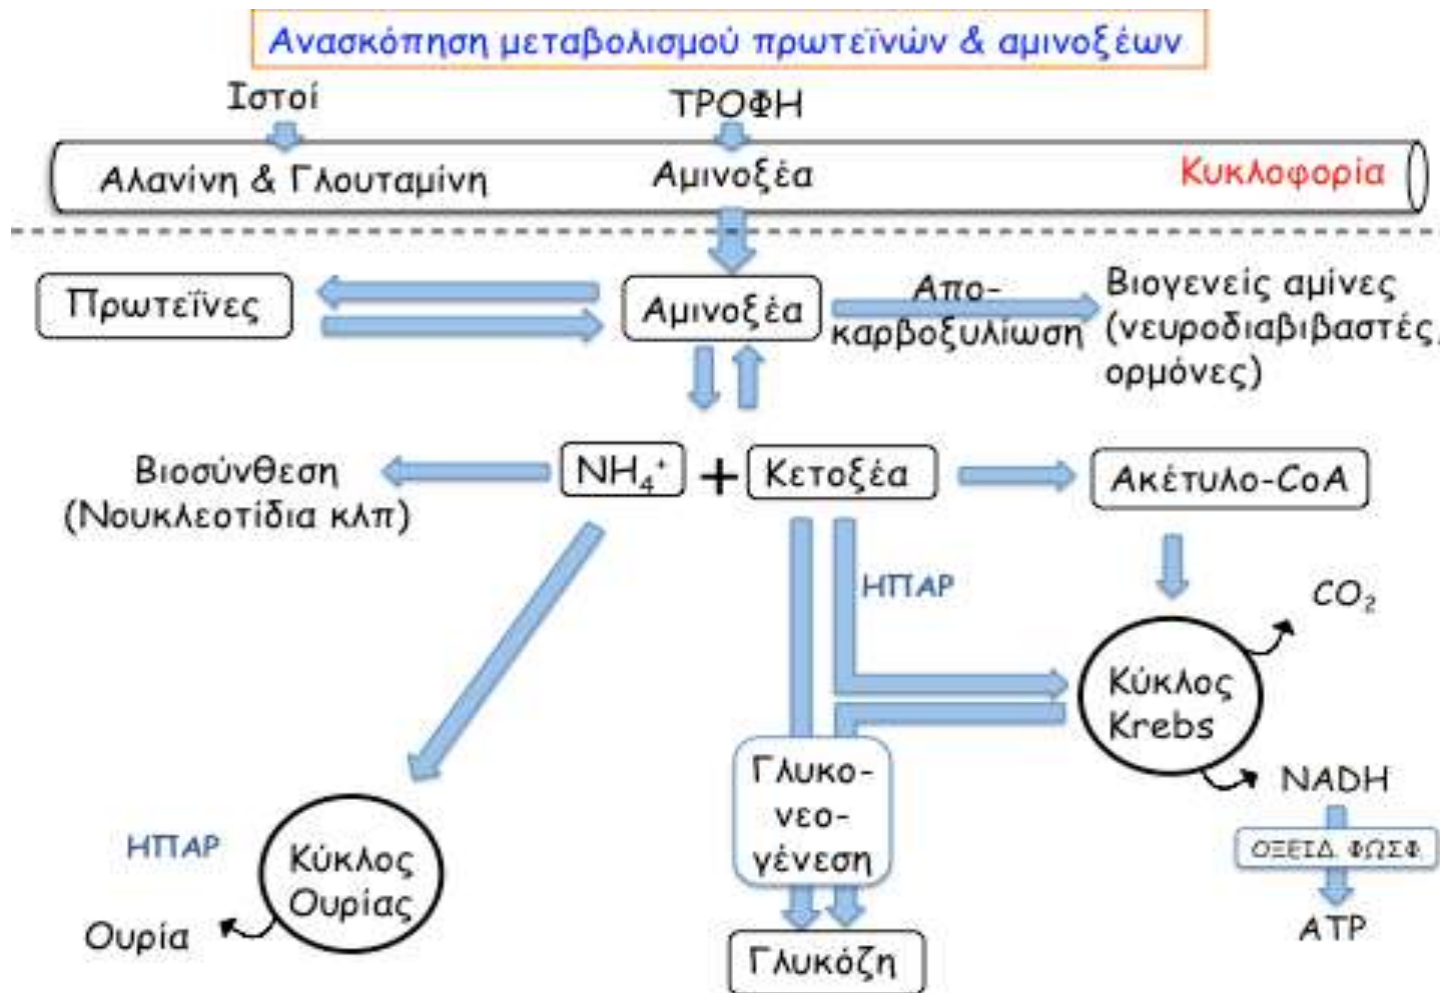 Ανασκόπηση μεταβολισμού πρωτεϊνών & αμινοξέων
Ιστοί
ΤΡΟΦΗ
Αλανίνη & Γλουταμίνη
Αμινοξέα
Κυκλοφορία
Πρωτεΐνες
Αμινοξέα
Απο-
καρβοξυλίωση
Βιογενείς αμίνες
(νευροδιαβιβαστές,
ορμόνες)
Βιοσύνθεση
(Νουκλεοτίδια κλπ)
NH₄⁺
+
Κετοξέα
Ακέτυλο-CoA
ΗΠΑΡ
CO₂
Κύκλος
Krebs
Γλυκο-
νεο-
γένεση
NADH
ΟΞΕΙΔ. ΦΩΣΦ.
ATP
ΗΠΑΡ
Κύκλος
Ουρίας
Ουρία
Γλυκόζη